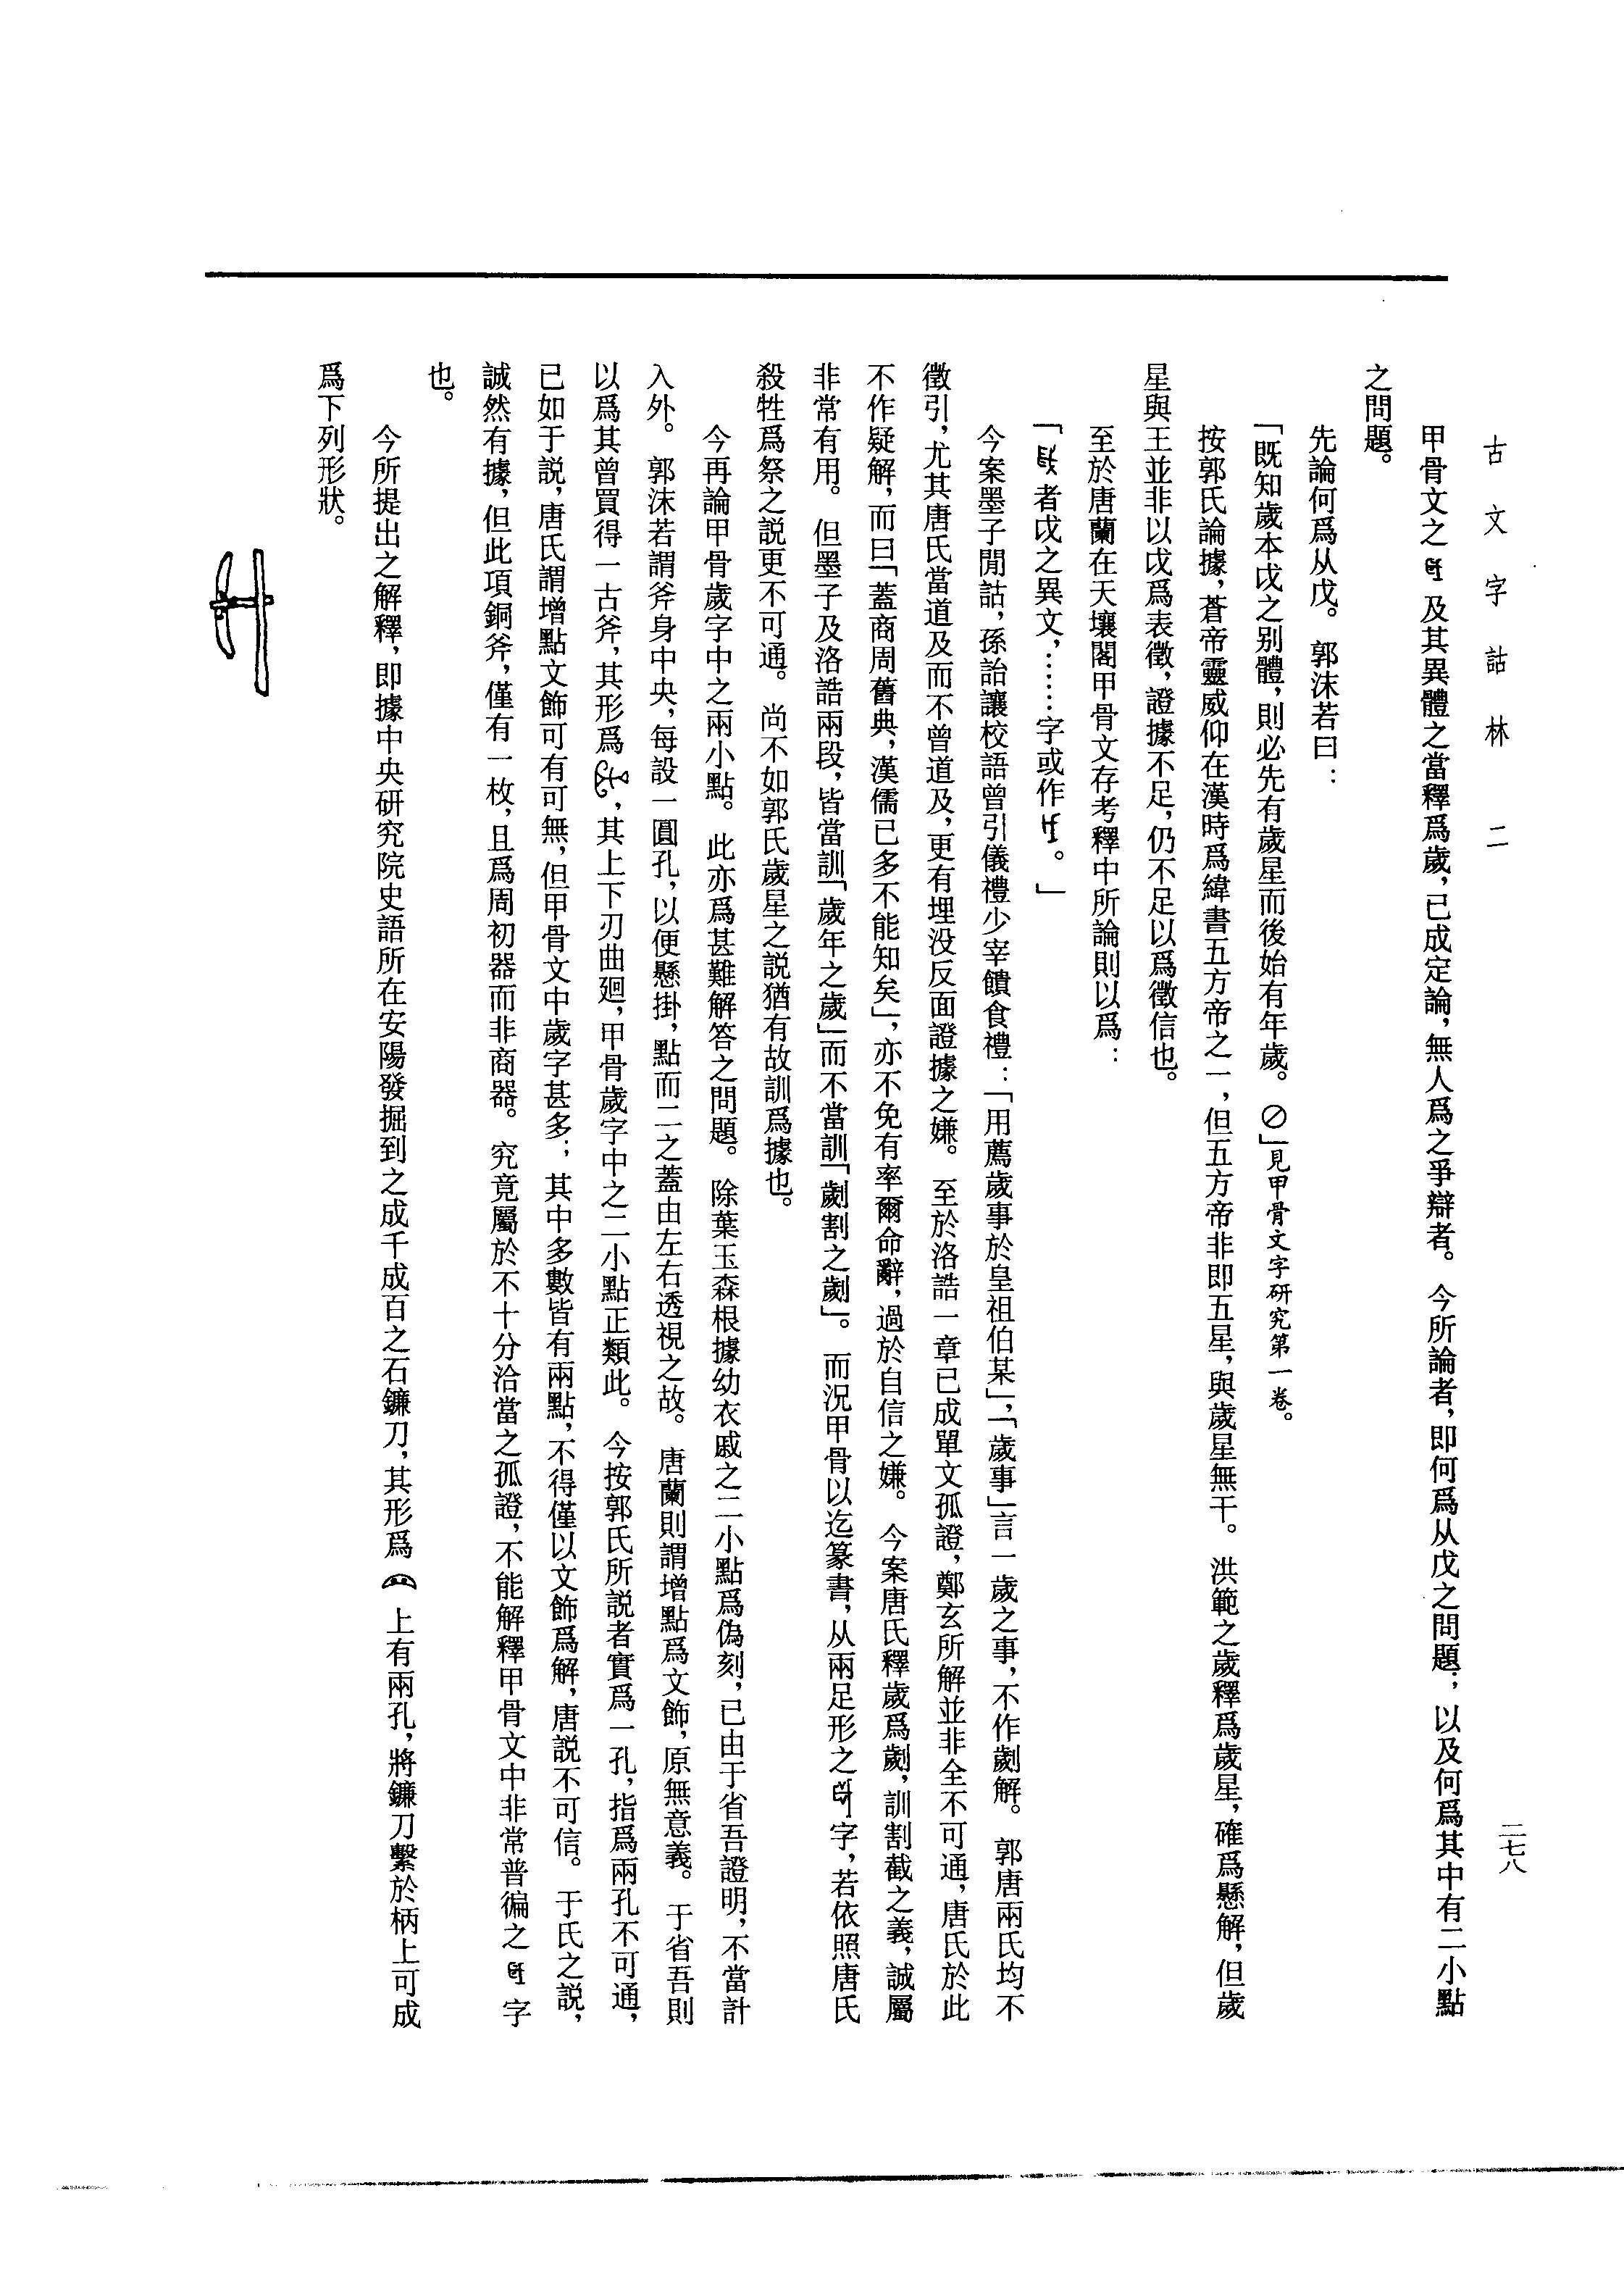 古文字詁林 二
二七八
甲骨文之 及其異體之當釋爲歲，已成定論，無人爲之爭辯者。今所論者，即何爲从戊之問題，以及何爲其中有二小點
之問題。
先論何爲从戊。郭沫若曰：
「既知歲本戉之别體，則必先有歲星而後始有年歲。」見甲骨文字研究第一卷。
按郭氏論據，蒼帝靈威仰在漢時爲緯書五方帝之一，但五方帝非即五星，與歲星無干。洪範之歲釋爲歲星，確爲懸解，但歲
星與王並非以戉爲表徵，證據不足，仍不足以爲徵信也。
至於唐蘭在天壤閣甲骨文存考釋中所論則以爲：
「 者戉之異文，……字或作 。」
今案墨子閒詁，孫詒讓校語曾引儀禮少宰饋食禮：「用薦歲事於皇祖伯某」，「歲事」言一歲之事，不作劌解。郭唐兩氏均不
徵引，尤其唐氏當道及而不曾道及，更有埋没反面證據之嫌。至於洛誥一章已成單文孤證，鄭玄所解並非全不可通，唐氏於此
不作疑解，而曰「蓋商周舊典，漢儒已多不能知矣」，亦不免有率爾命辭，過於自信之嫌。今案唐氏釋歲爲劌，訓割截之義，誠屬
非常有用。但墨子及洛誥兩段，皆當訓「歲年之歲」而不當訓「劌割之劌」。而況甲骨以迄篆書，从兩足形之 字，若依照唐氏
殺牲爲祭之説更不可通。尚不如郭氏歲星之説猶有故訓爲據也。
今再論甲骨歲字中之兩小點。此亦爲甚難解答之問題。除葉玉森根據幼衣戚之二小點爲偽刻，已由于省吾證明，不當計
入外。郭沫若謂斧身中央，每設一圓孔，以便懸掛，點而二之蓋由左右透視之故。唐蘭則謂增點爲文飾，原無意義。于省吾則
以爲其曾買得一古斧，其形爲 ，其上下刃曲廻，甲骨歲字中之二小點正類此。今按郭氏所説者實爲一孔，指爲兩孔不可通，
已如于説，唐氏謂增點文飾可有可無，但甲骨文中歲字甚多；其中多數皆有兩點，不得僅以文飾爲解，唐説不可信。于氏之説，
誠然有據，但此項銅斧，僅有一枚，且爲周初器而非商器。究竟屬於不十分洽當之孤證，不能解釋甲骨文中非常普徧之 字
也。
今所提出之解釋，即據中央研究院史語所在安陽發掘到之成千成百之石鐮刀，其形爲 上有兩孔，將鐮刀繫於柄上可成
爲下列形狀。